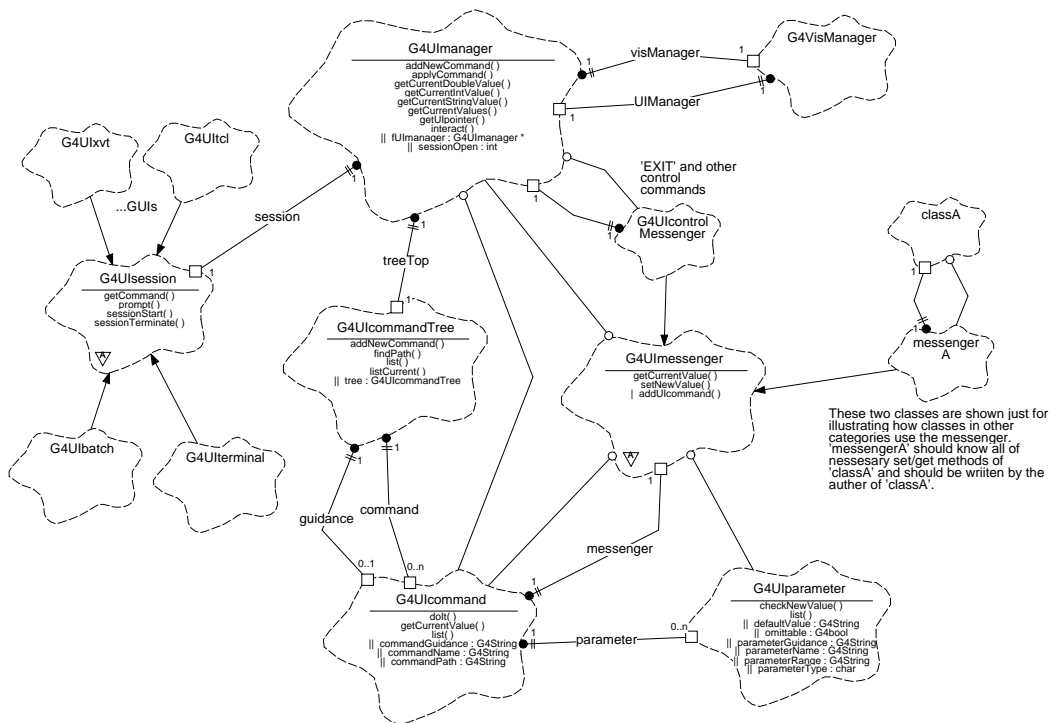 G4UImanager
addNewCommand( )
applyCommand( )
getCurrentDoubleValue( )
getCurrentIntValue( )
getCurrentStringValue( )
getCurrentValues( )
getUIpointer( )
interact( )
|| fUImanager : G4UImanager *
|| sessionOpen : int
G4VisManager
visManager
1
1
UIManager
1
1
G4UIxvt
G4UItcl
...GUIs
session
1
1
'EXIT' and other
control
commands
1
1
G4UIcontrol
Messenger
classA
1
1
messenger
A
G4UIsession
getCommand( )
prompt( )
sessionStart( )
sessionTerminate( )
A
1
treeTop
1
G4UIcommandTree
addNewCommand( )
findPath( )
list( )
listCurrent( )
|| tree : G4UIcommandTree
G4UImessenger
getCurrentValue( )
setNewValue( )
| addUIcommand( )
A
1
These two classes are shown just for
illustrating how classes in other
categories use the messenger.
'messengerA' should know all of
nessesary set/get methods of
'classA' and should be wriiten by the
auther of 'classA'.
G4UIbatch
G4UIterminal
1
1
guidance
command
messenger
0..1
0..n
1
G4UIcommand
doIt( )
getCurrentValue( )
list( )
|| commandGuidance : G4String
|| commandName : G4String
|| commandPath : G4String
1
parameter
0..n
G4UIparameter
checkNewValue( )
list( )
|| defaultValue : G4String
|| omittable : G4bool
|| parameterGuidance : G4String
|| parameterName : G4String
|| parameterRange : G4String
|| parameterType : char